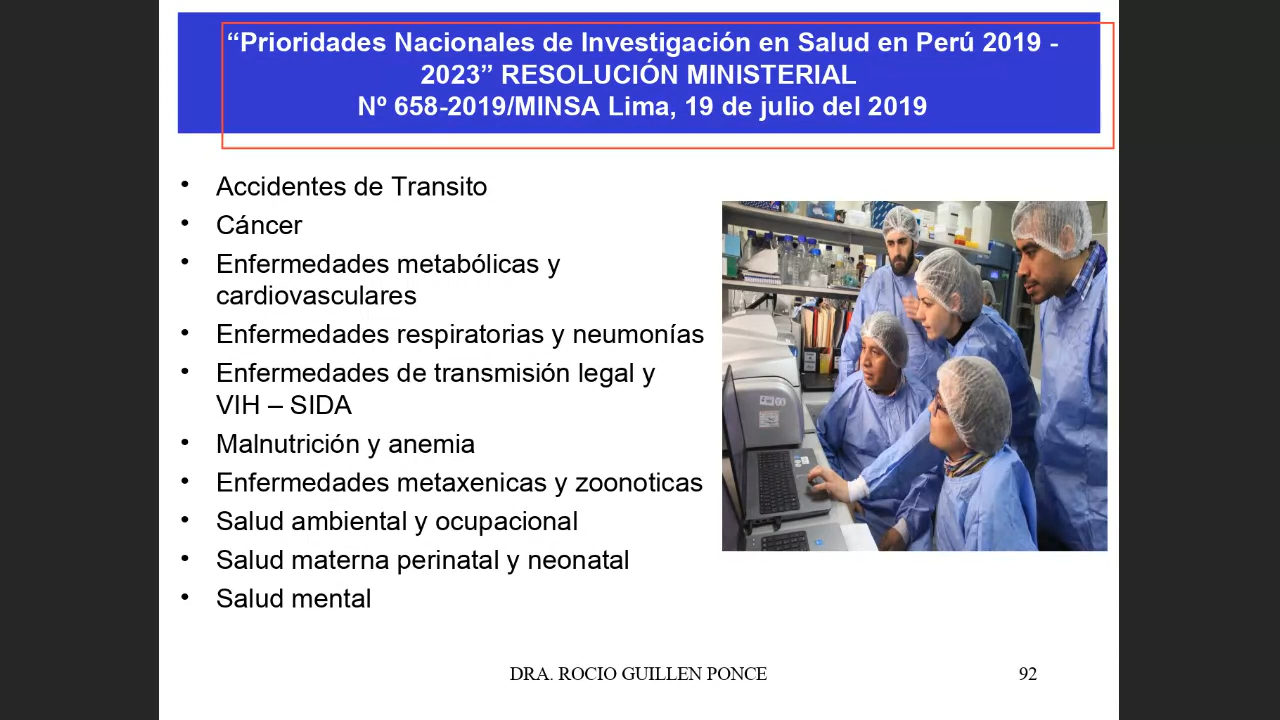 “Prioridades Nacionales de Investigación en Salud en Perú 2019 -
2023” RESOLUCIÓN MINISTERIAL
Nº 658-2019/MINSA Lima, 19 de julio del 2019
• Accidentes de Transito
• Cáncer
• Enfermedades metabólicas y
cardiovasculares
• Enfermedades respiratorias y neumonías
• Enfermedades de transmisión legal y
VIH – SIDA
• Malnutrición y anemia
• Enfermedades metaxenicas y zoonoticas
• Salud ambiental y ocupacional
• Salud materna perinatal y neonatal
• Salud mental
DRA. ROCIO GUILLEN PONCE
92